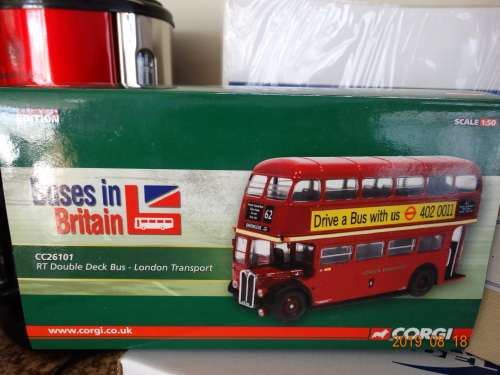 EDITION
SCALE 1:50
Buses in
Britain
62
Drive a Bus with us 402 0011
CC26101
RT Double Deck Bus - London Transport
www.corgi.co.uk
CORGI
2019 08 18